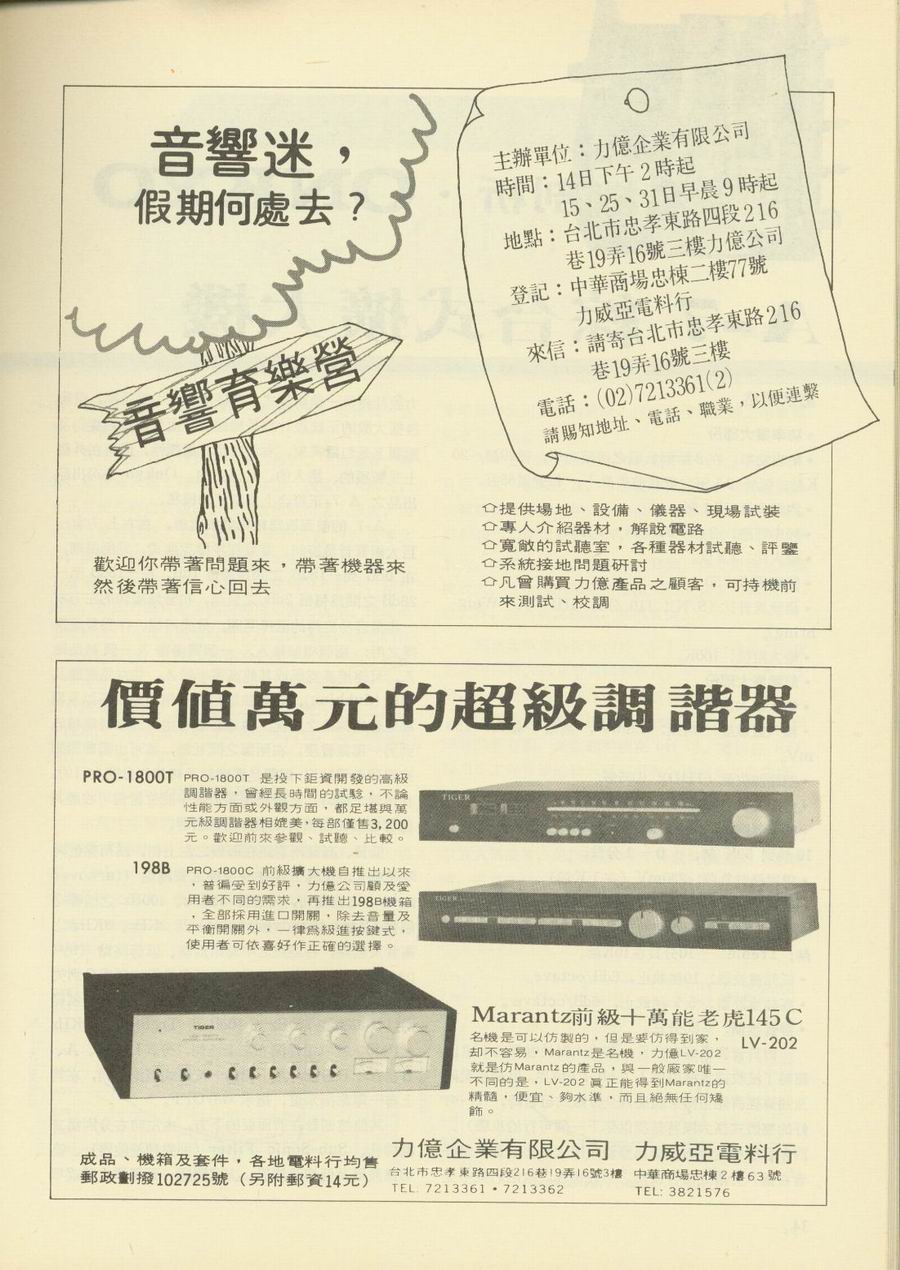 音響迷，
假期何處去？
音響育樂營
歡迎你帶著問題來，帶著機器來
然後帶著信心回去
主辦單位：力億企業有限公司
時間：14日下午2時起
15、25、31日早晨9時起
地點：台北市忠孝東路四段216
巷19弄16號三樓力億公司
登記：中華商場忠棟二樓77號
力威亞電料行
來信：請寄台北市忠孝東路216
巷19弄16號三樓
電話：(02)7213361(2)
請賜知地址、電話、職業，以便連繫
⇧提供場地、設備、儀器、現場試裝
⇧專人介紹器材，解說電路
⇧寬敞的試聽室，各種器材試聽、評鑒
⇧系統接地問題研討
⇧凡曾購買力億產品之顧客，可持機前
來測試、校調
價值萬元的超級調諧器
PRO-1800T
PRO-1800T 是投下鉅資開發的高級
調諧器，曾經長時間的試驗，不論
性能方面或外觀方面，都足堪與萬
元級調諧器相媲美，每部僅售3,200
元。歡迎前來參觀、試聽、比較。
TIGER
198B
PRO-1800C 前級擴大機自推出以來
，普徧受到好評，力億公司顧及愛
用者不同的需求，再推出198B機箱
，全部採用進口開關，除去音量及
平衡開關外，一律爲級進按鍵式，
使用者可依喜好作正確的選擇。
TIGER
TIGER
Marantz前級十萬能老虎145C
LV-202
名機是可以仿製的，但是要仿得到家，
却不容易，Marantz是名機，力億LV-202
就是仿Marantz的產品，與一般廠家唯一
不同的是，LV-202 眞正能得到Marantz的
精髓，便宜、夠水準，而且絕無任何矯
飾。
成品、機箱及套件，各地電料行均售
郵政劃撥102725號（另附郵資14元）
力億企業有限公司
台北市忠孝東路四段216巷19弄16號3樓
TEL: 7213361・7213362
力威亞電料行
中華商場忠棟2樓63號
TEL: 3821576